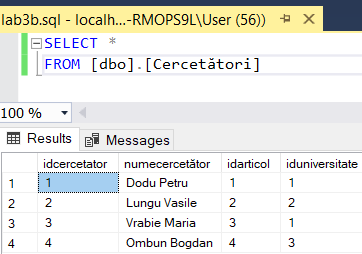 lab3b.sql - localh...-RMOPS9L\User (56))
SELECT *
FROM [dbo].[Cercetători]
100 %
Results Messages
idcercetator numecercetător idarticol iduniversitate
1 1 Dodu Petru 1 1
2 2 Lungu Vasile 2 2
3 3 Vrabie Maria 3 1
4 4 Ombun Bogdan 4 3